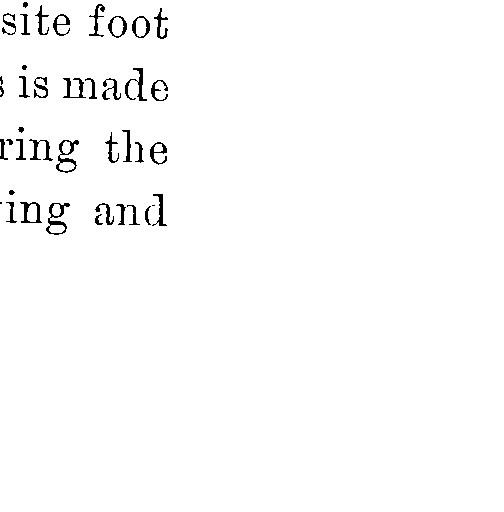 site foot
s is made
ring the
ing and